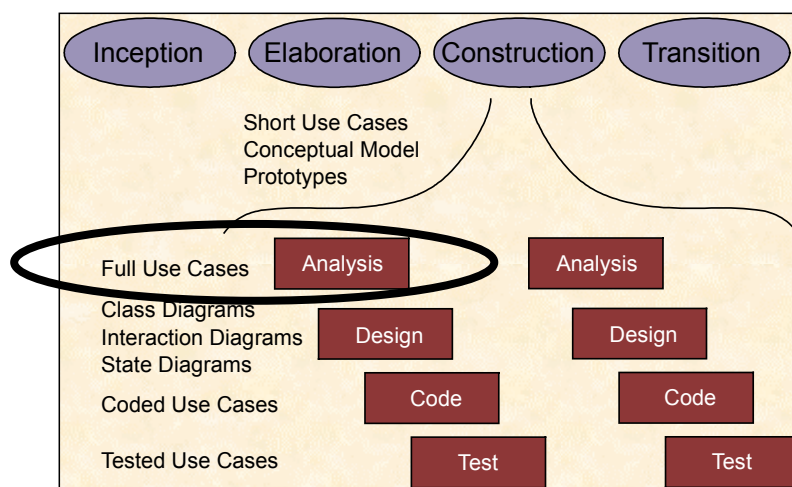 Inception Elaboration Construction Transition
Short Use Cases
Conceptual Model
Prototypes
Full Use Cases Analysis Analysis
Class Diagrams
Interaction Diagrams Design Design
State Diagrams
Coded Use Cases Code Code
Tested Use Cases Test Test